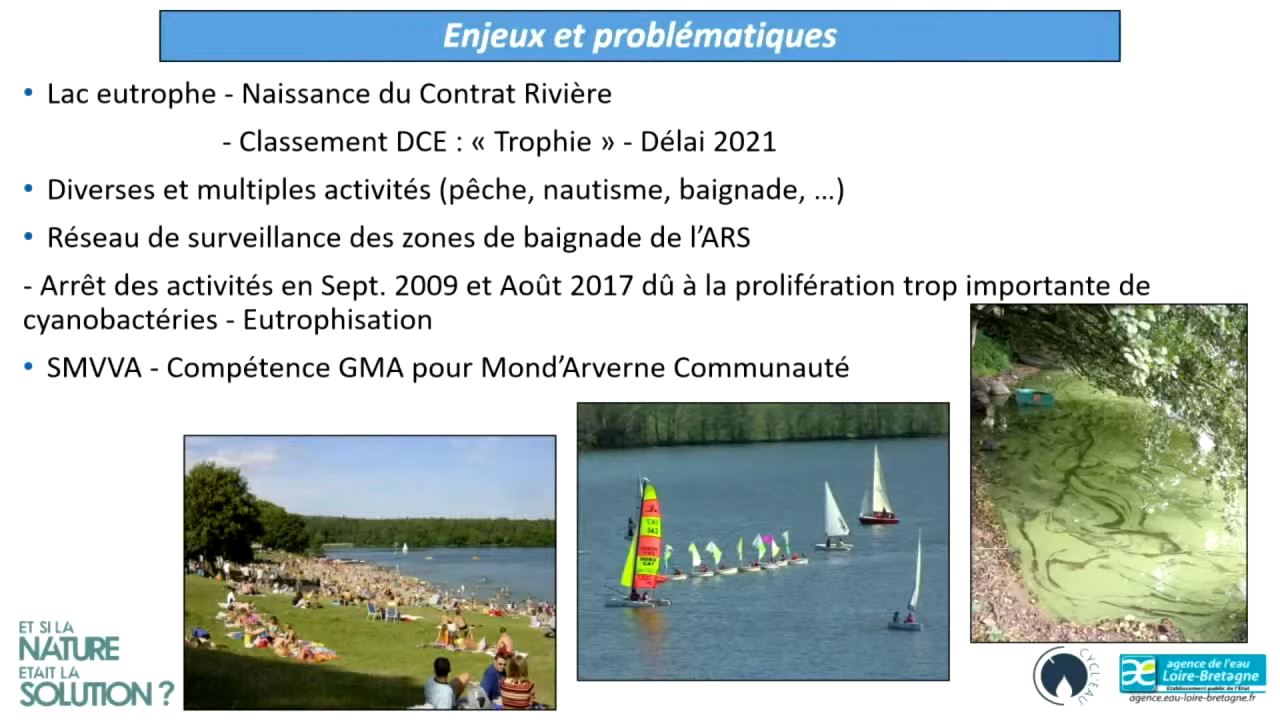 Enjeux et problématiques
• Lac eutrophe - Naissance du Contrat Rivière
- Classement DCE : « Trophie » - Délai 2021
• Diverses et multiples activités (pêche, nautisme, baignade, ...)
• Réseau de surveillance des zones de baignade de l’ARS
- Arrêt des activités en Sept. 2009 et Août 2017 dû à la prolifération trop importante de
cyanobactéries - Eutrophisation
• SMVVA - Compétence GMA pour Mond’Arverne Communauté
ET SI LA
NATURE
ETAIT LA
SOLUTION ?
CYCL'EAU
agence de l'eau
Loire-Bretagne
Etablissement public de l'Etat
agence.eau-loire-bretagne.fr